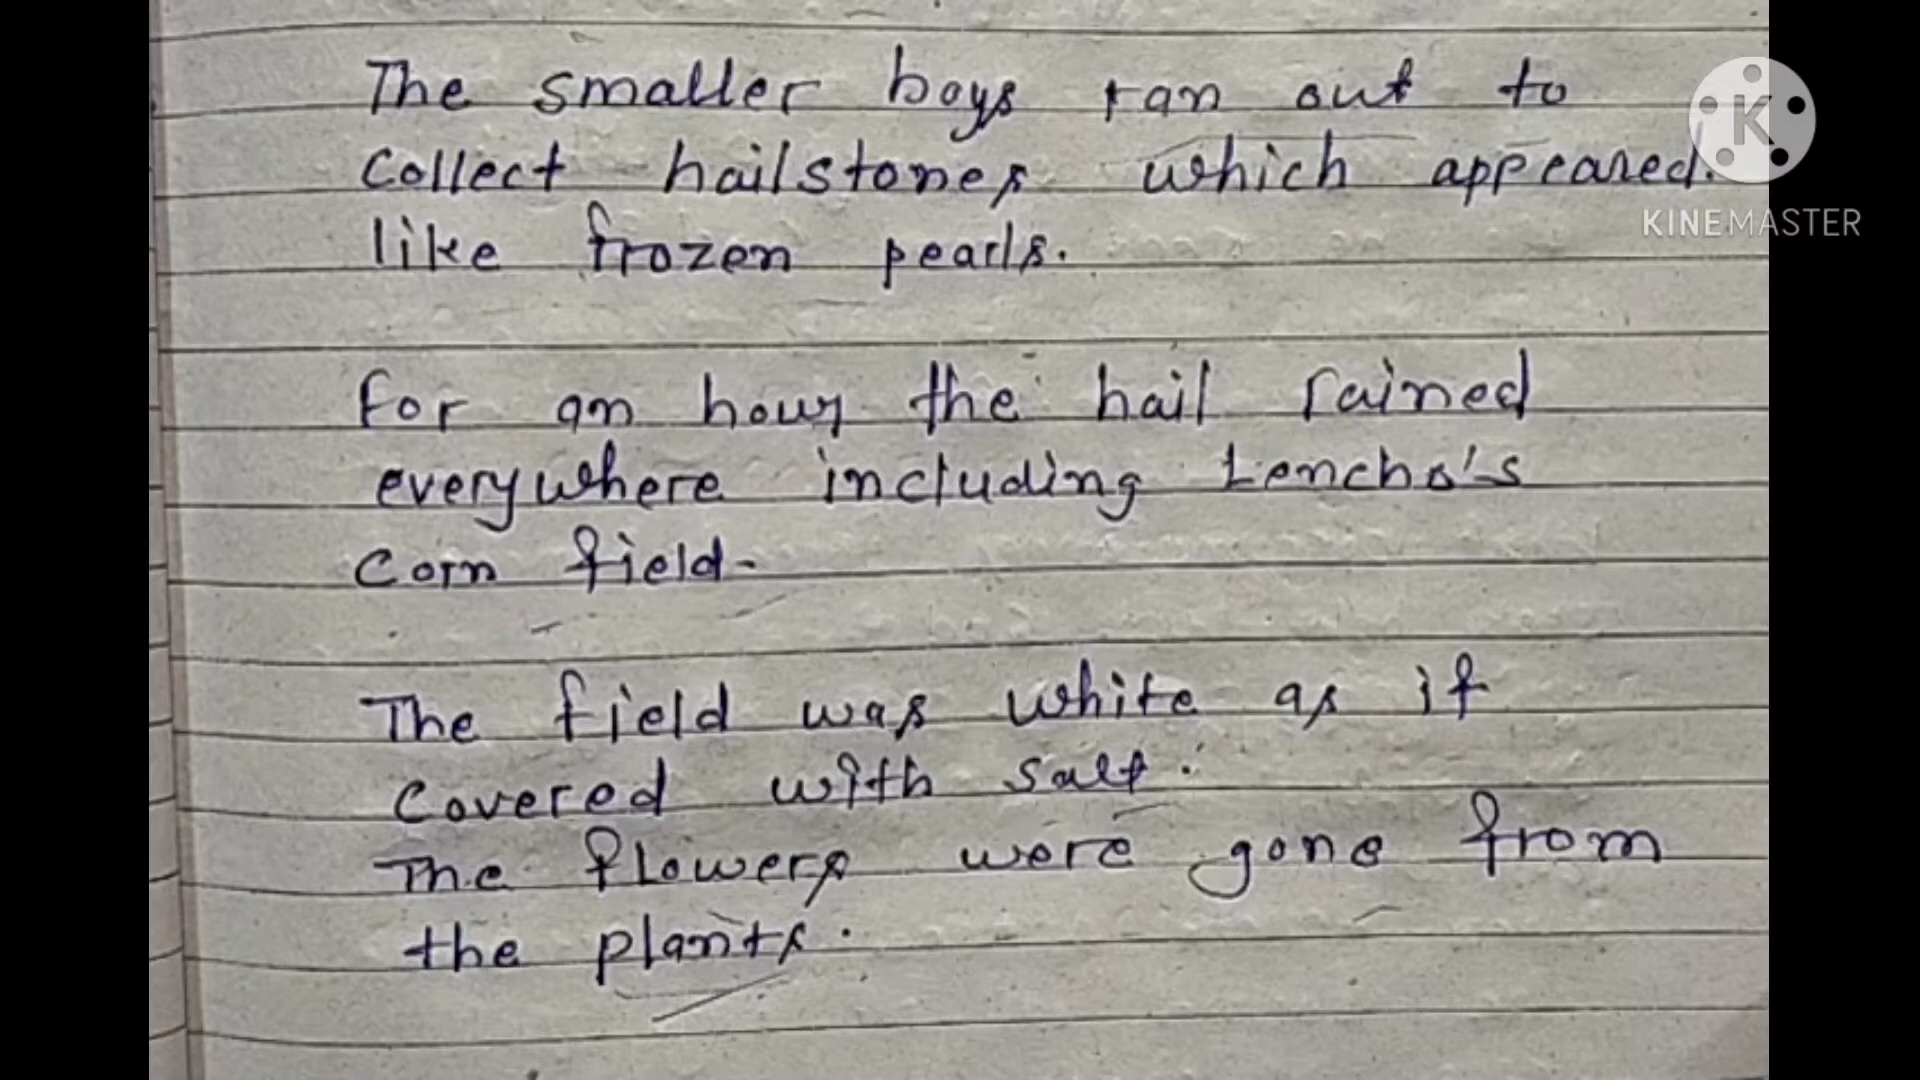 The smaller boys ran out to
collect hailstones which appeared.
like frozen pearls.
For an hour the hail rained
everywhere including Lencho's
corn field-
The field was white as if
covered with salt.
The flowers were gone from
the plants.
K
KINEMASTER